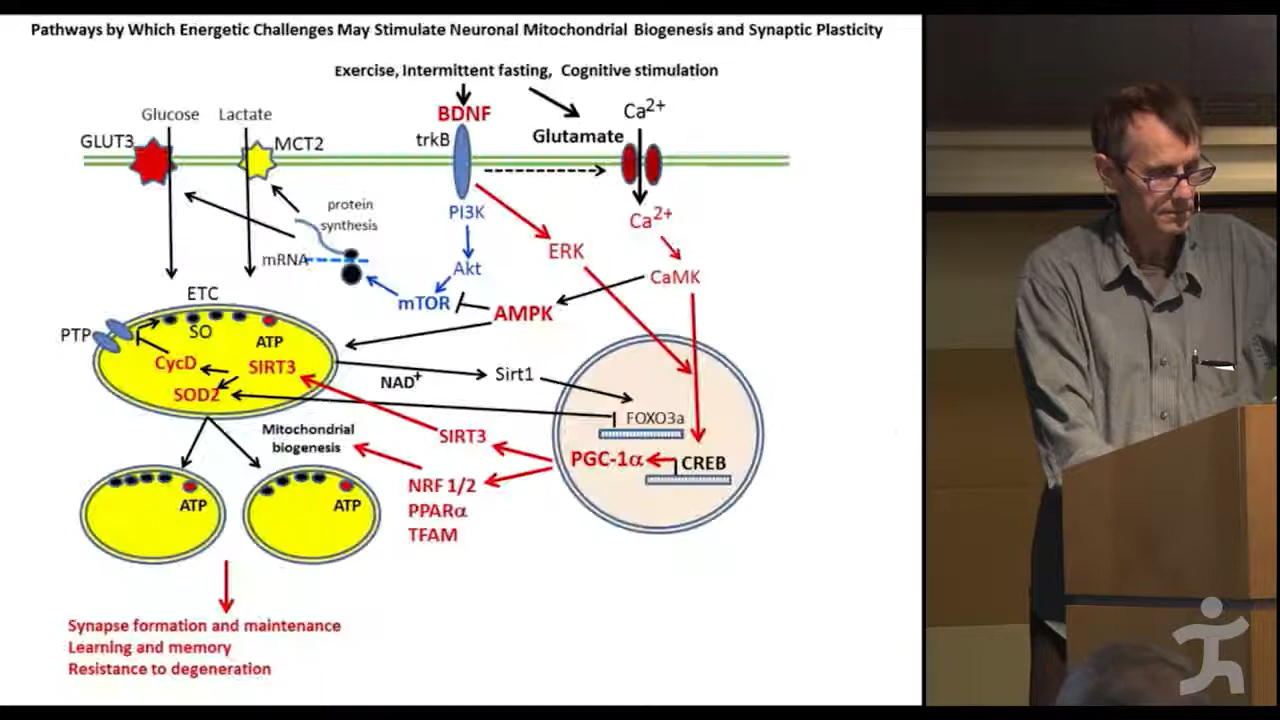 Pathways by Which Energetic Challenges May Stimulate Neuronal Mitochondrial Biogenesis and Synaptic Plasticity
Exercise, Intermittent fasting, Cognitive stimulation
Glucose
Lactate
BDNF
Ca2+
GLUT3
MCT2
trkB
Glutamate
protein
synthesis
PI3K
Ca2+
mRNA
ERK
Akt
CaMK
mTOR
AMPK
ETC
PTP
SO
ATP
CycD
SIRT3
SOD2
NAD+
Sirt1
FOXO3a
Mitochondrial
biogenesis
SIRT3
PGC-1α
CREB
NRF 1/2
PPARα
TFAM
ATP
ATP
Synapse formation and maintenance
Learning and memory
Resistance to degeneration